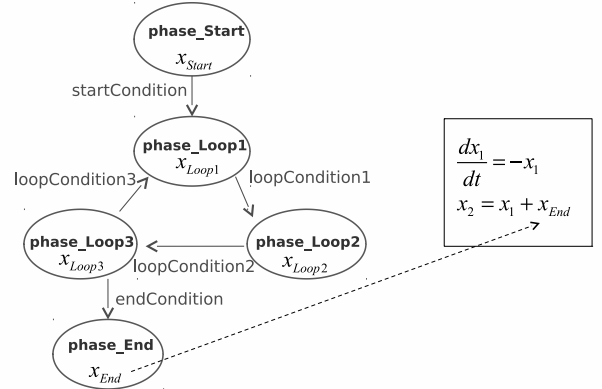 phase_Start
x_Start
startCondition
phase_Loop1
x_Loop1
loopCondition3
loopCondition1
phase_Loop3
x_Loop3
phase_Loop2
x_Loop2
loopCondition2
endCondition
phase_End
x_End
dx_1/dt = -x_1
x_2 = x_1 + x_End